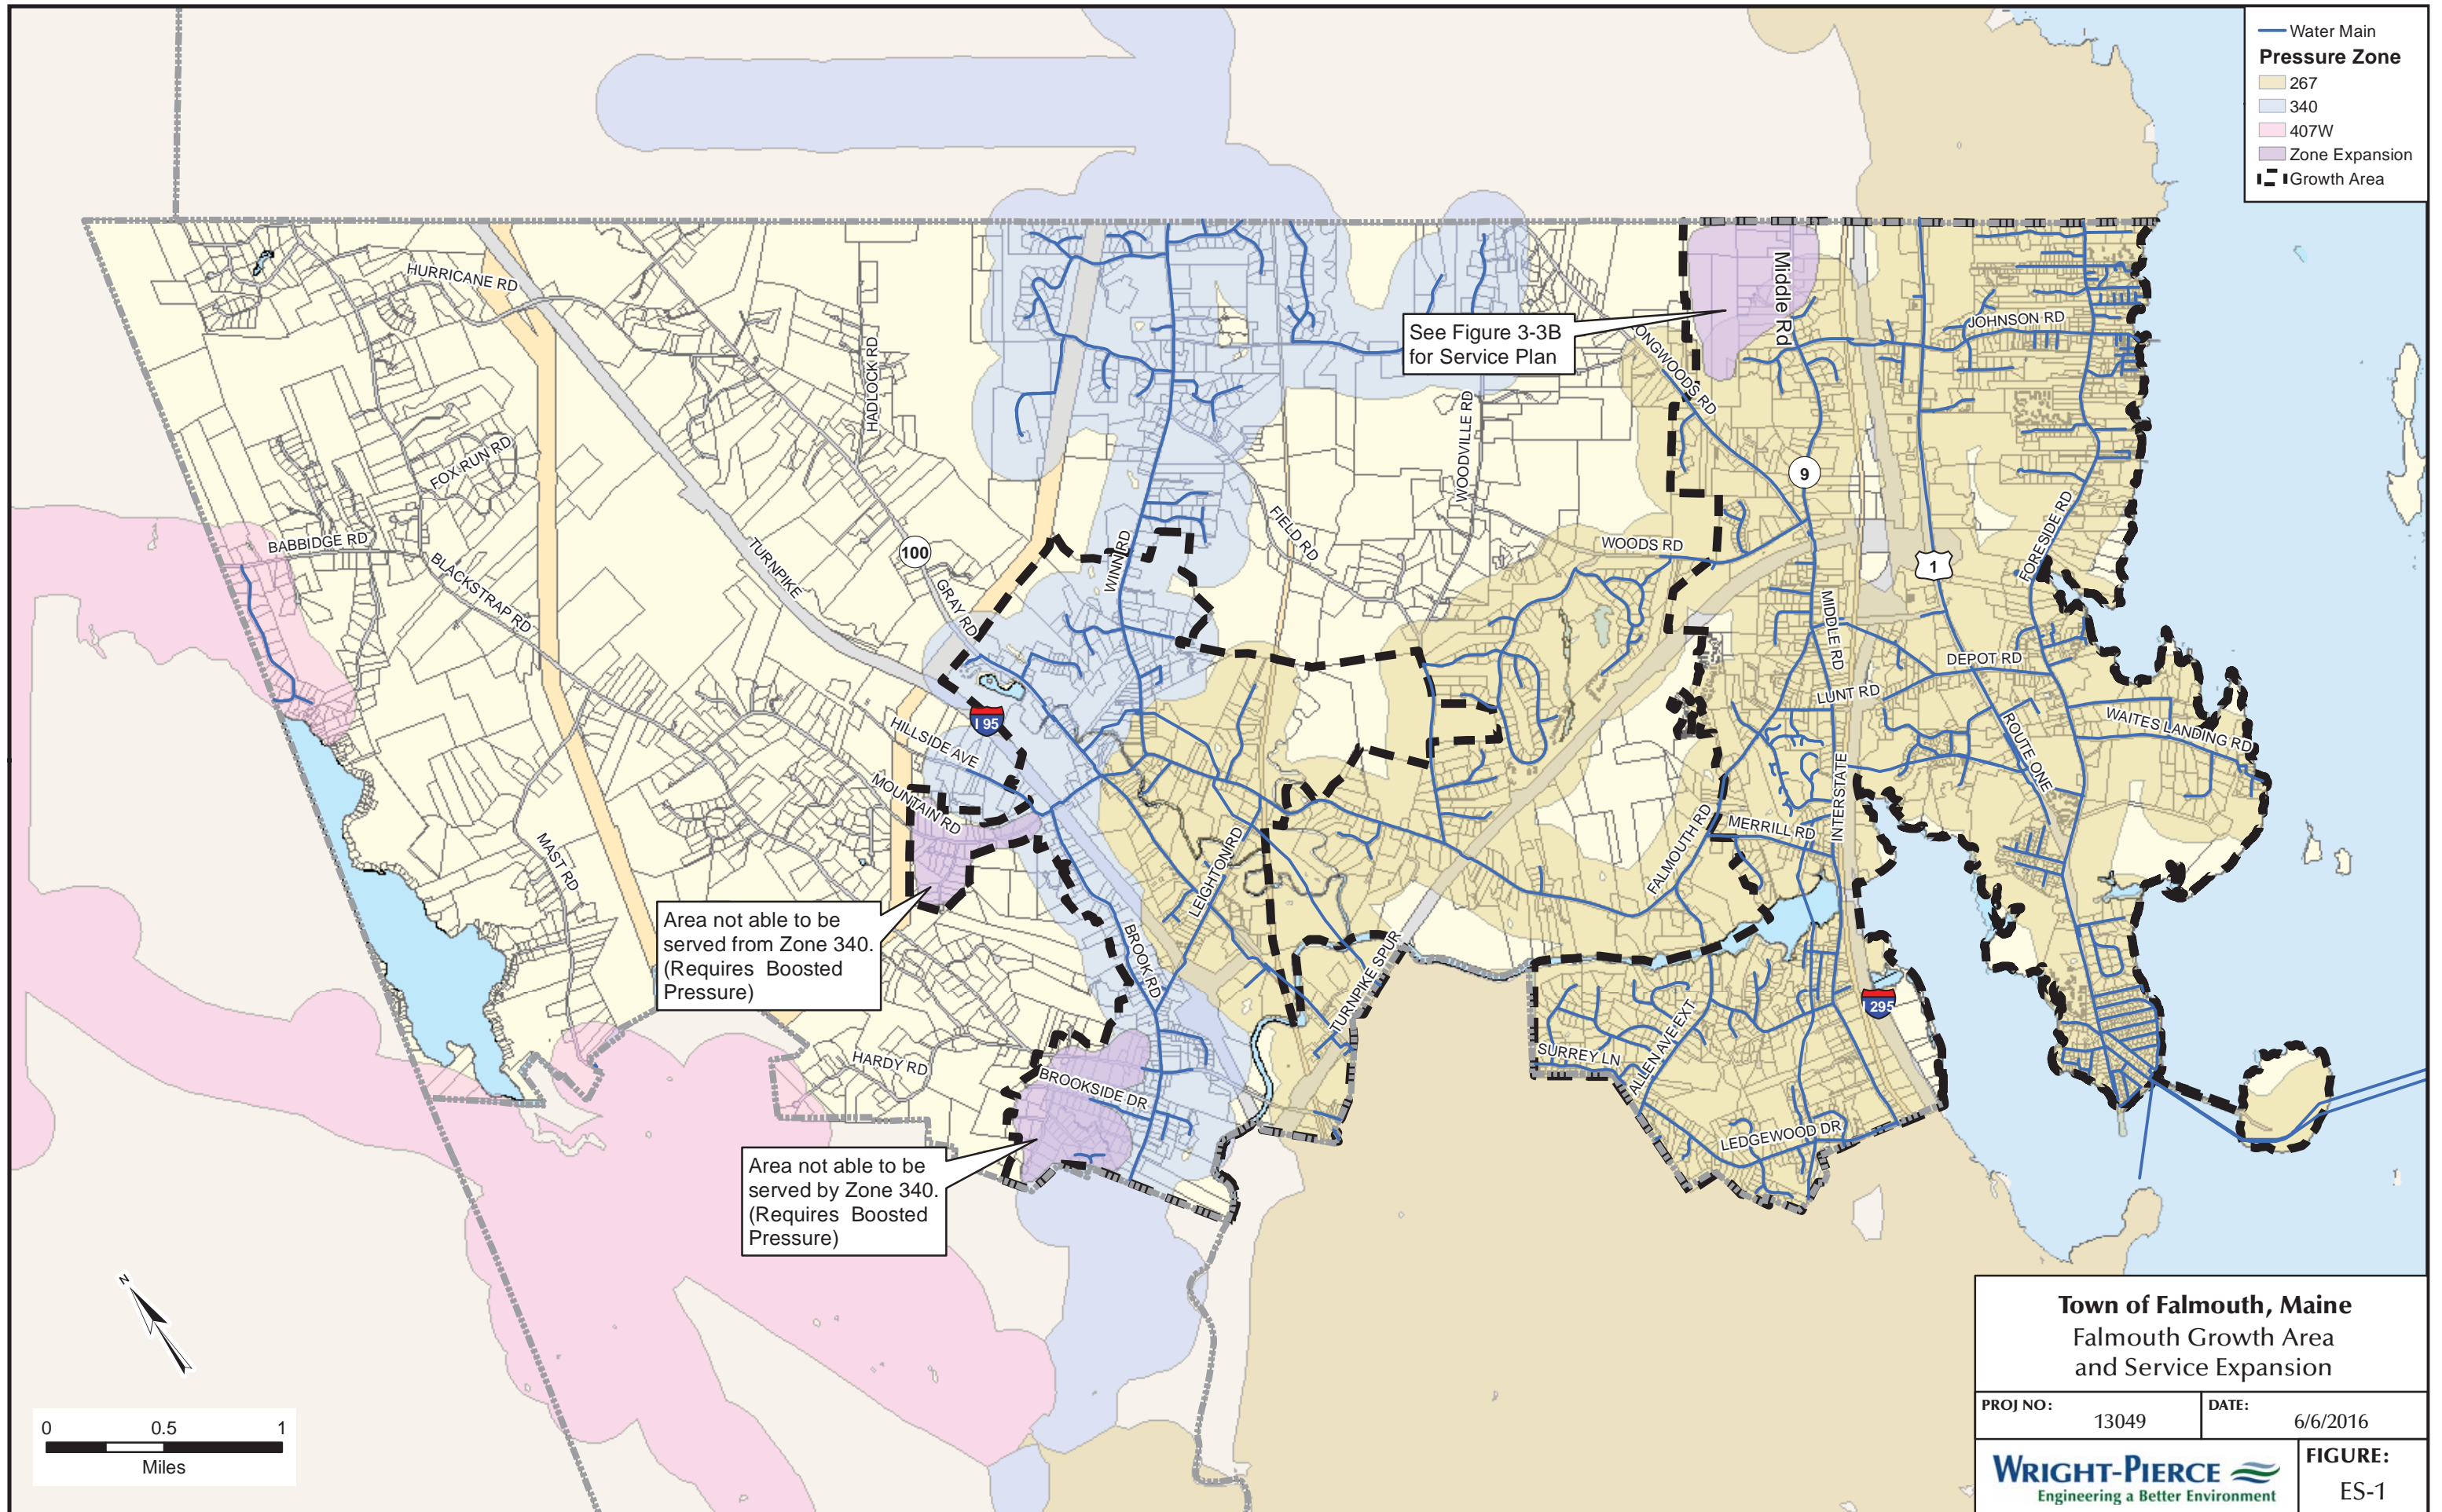 Water Main
Pressure Zone
267
340
407W
Zone Expansion
Growth Area
HURRICANE RD
HADLOCK RD
FOX RUN RD
BABBIDGE RD
BLACKSTRAP RD
TURNPIKE
100
GRAY RD
WINN RD
FIELD RD
WOODVILLE RD
See Figure 3-3B
for Service Plan
LONGWOODS RD
Middle Rd
JOHNSON RD
9
WOODS RD
1
FORESIDE RD
MIDDLE RD
DEPOT RD
LUNT RD
ROUTE ONE
WAITES LANDING RD
I 95
HILLSIDE AVE
MOUNTAIN RD
MAST RD
LEIGHTON RD
FALMOUTH RD
MERRILL RD
INTERSTATE
Area not able to be
served from Zone 340.
(Requires Boosted
Pressure)
BROOK RD
TURNPIKE SPUR
I 295
HARDY RD
BROOKSIDE DR
SURREY LN
ALLEN AVE EXT
LEDGEWOOD DR
Area not able to be
served by Zone 340.
(Requires Boosted
Pressure)
N
0 0.5 1
Miles
Town of Falmouth, Maine
Falmouth Growth Area
and Service Expansion
PROJ NO: 13049
DATE: 6/6/2016
WRIGHT-PIERCE
Engineering a Better Environment
FIGURE:
ES-1